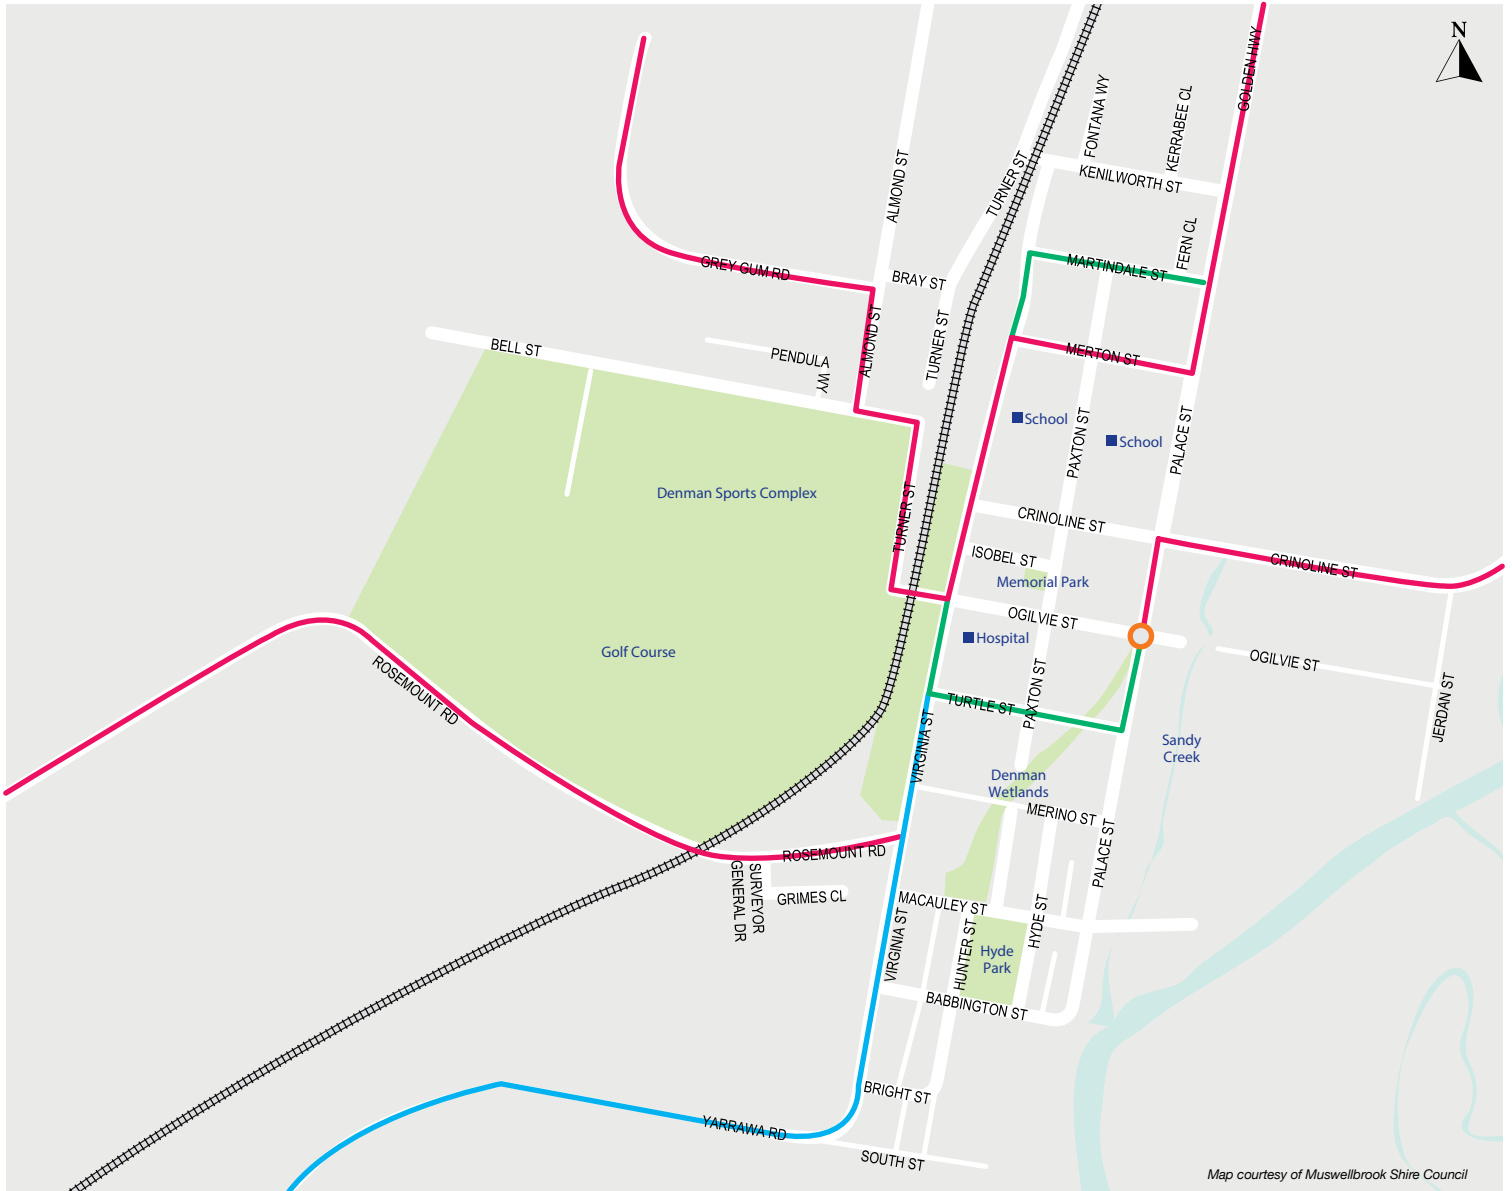 N
GOLDEN HWY
FONTANA WY
KERRABEE CL
ALMOND ST
TURNER ST
KENILWORTH ST
FERN CL
GREY GUM RD
BRAY ST
MARTINDALE ST
ALMOND ST
TURNER ST
BELL ST
PENDULA
WY
MERTON ST
School
School
PAXTON ST
PALACE ST
Denman Sports Complex
TURNER ST
CRINOLINE ST
ISOBEL ST
CRINOLINE ST
Memorial Park
OGILVIE ST
Hospital
Golf Course
OGILVIE ST
ROSEMOUNT RD
PAXTON ST
TURTLE ST
JERDAN ST
VIRGINIA ST
Sandy
Creek
Denman
Wetlands
MERINO ST
ROSEMOUNT RD
PALACE ST
SURVEYOR
GENERAL DR
GRIMES CL
MACAULEY ST
VIRGINIA ST
HUNTER ST
HYDE ST
Hyde
Park
BABBINGTON ST
BRIGHT ST
YARRAWA RD
SOUTH ST
Map courtesy of Muswellbrook Shire Council